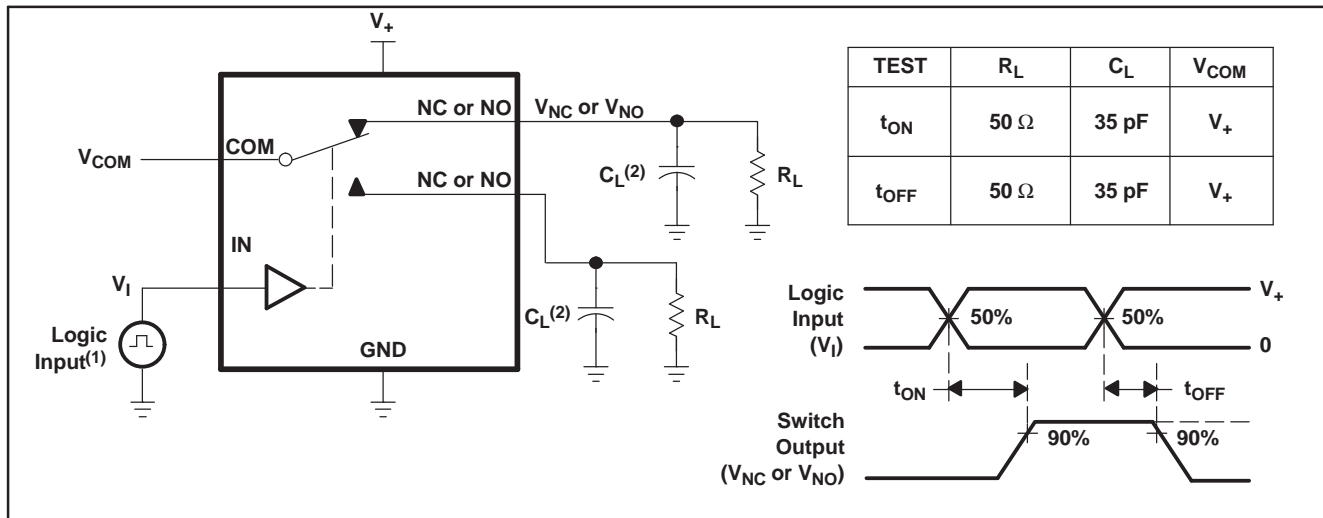 V+
NC or NO
VNC or VNO
COM
VCOM
CL(2)
RL
NC or NO
IN
VI
CL(2)
RL
Logic
Input(1)
GND
TEST RL CL VCOM
tON 50 Ω 35 pF V+
tOFF 50 Ω 35 pF V+
Logic
Input
(VI)
50%
50%
V+
0
tON
tOFF
Switch
Output
(VNC or VNO)
90%
90%